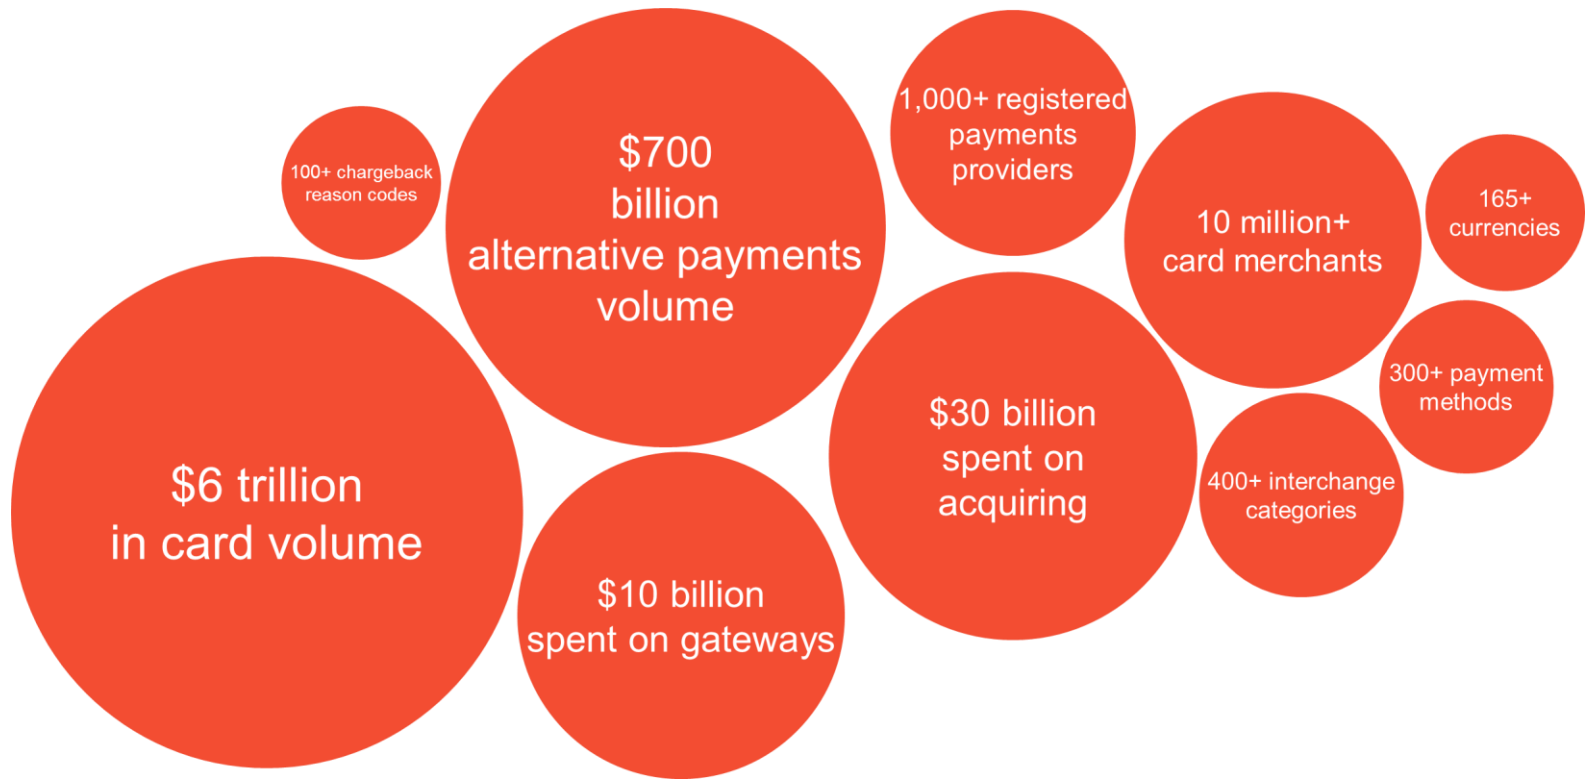 100+ chargeback
reason codes
$700
billion
alternative payments
volume
1,000+ registered
payments
providers
10 million+
card merchants
165+
currencies
$6 trillion
in card volume
$10 billion
spent on gateways
$30 billion
spent on
acquiring
400+ interchange
categories
300+ payment
methods